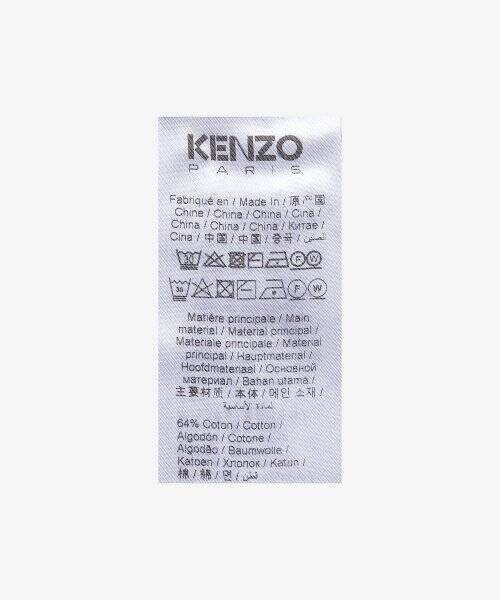 KENZO
PARIS
Fabriqué en / Made In / 原产国
Chine / China / China / Cina /
China / China / China / Китае /
Cina / 中国 / 中國 / 중국 / الصين
30 F W
30 F W
Matière principale / Main
material / Material principal /
Materiale principale / Material
principal / Hauptmaterial /
Hoofdmateriaal / Основной
материал / Bahan utama /
主要材质 / 本体 / 메인 소재 /
المادة الأساسية
64% Coton / Cotton /
Algodón / Cotone /
Algodão / Baumwolle /
Katoen / Хлопок / Katun /
棉 / 綿 / 면 / قطن